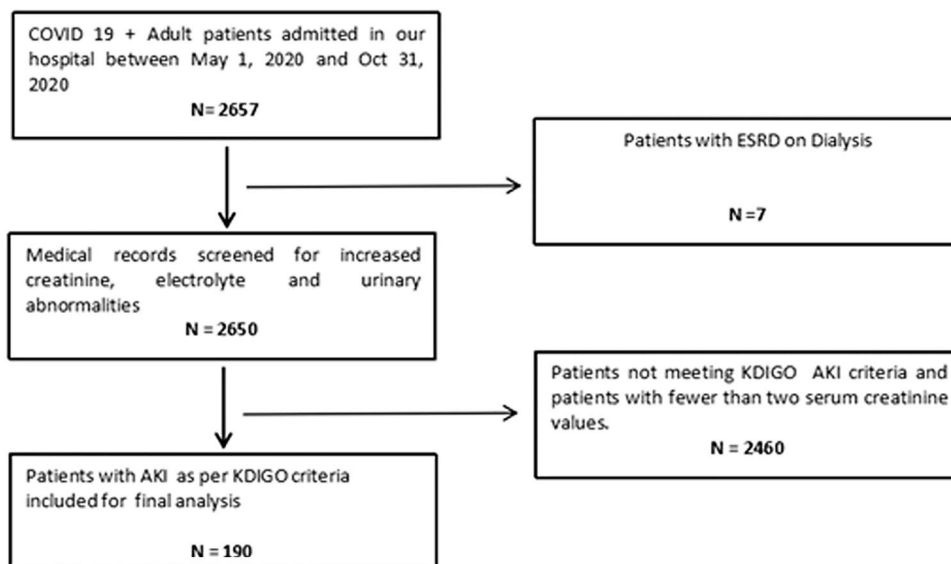 COVID 19 + Adult patients admitted in our
hospital between May 1, 2020 and Oct 31,
2020
N= 2657
Patients with ESRD on Dialysis
N =7
Medical records screened for increased
creatinine, electrolyte and urinary
abnormalities
N = 2650
Patients not meeting KDIGO AKI criteria and
patients with fewer than two serum creatinine
values.
N = 2460
Patients with AKI as per KDIGO criteria
included for final analysis
N = 190